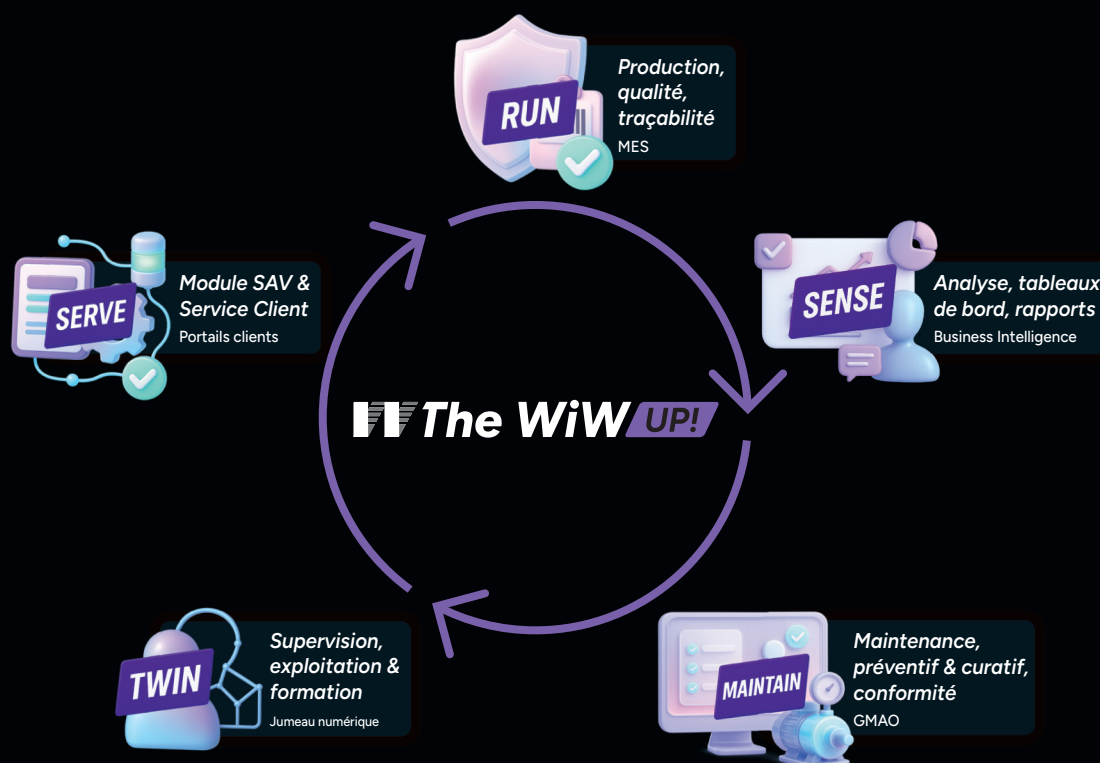 RUN
Production,
qualité,
traçabilité
MES
SERVE
Module SAV &
Service Client
Portails clients
SENSE
Analyse, tableaux
de bord, rapports
Business Intelligence
The WiW UP!
TWIN
Supervision,
exploitation &
formation
Jumeau numérique
MAINTAIN
Maintenance,
préventif & curatif,
conformité
GMAO